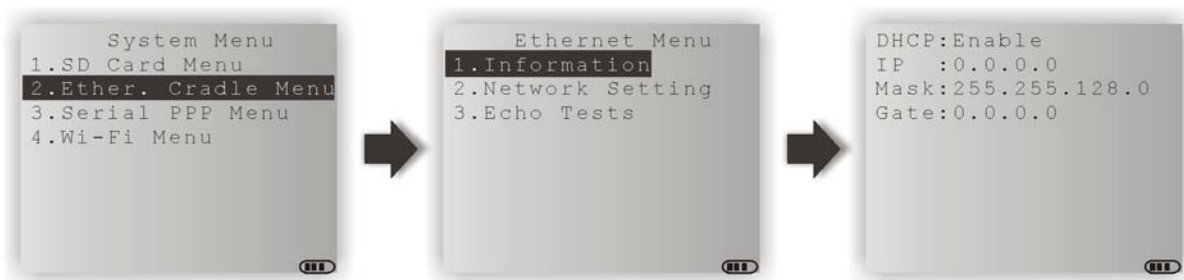 System Menu
1.SD Card Menu
2.Ether. Cradle Menu
3.Serial PPP Menu
4.Wi-Fi Menu
Ethernet Menu
1.Information
2.Network Setting
3.Echo Tests
DHCP:Enable
IP  :0.0.0.0
Mask:255.255.128.0
Gate:0.0.0.0